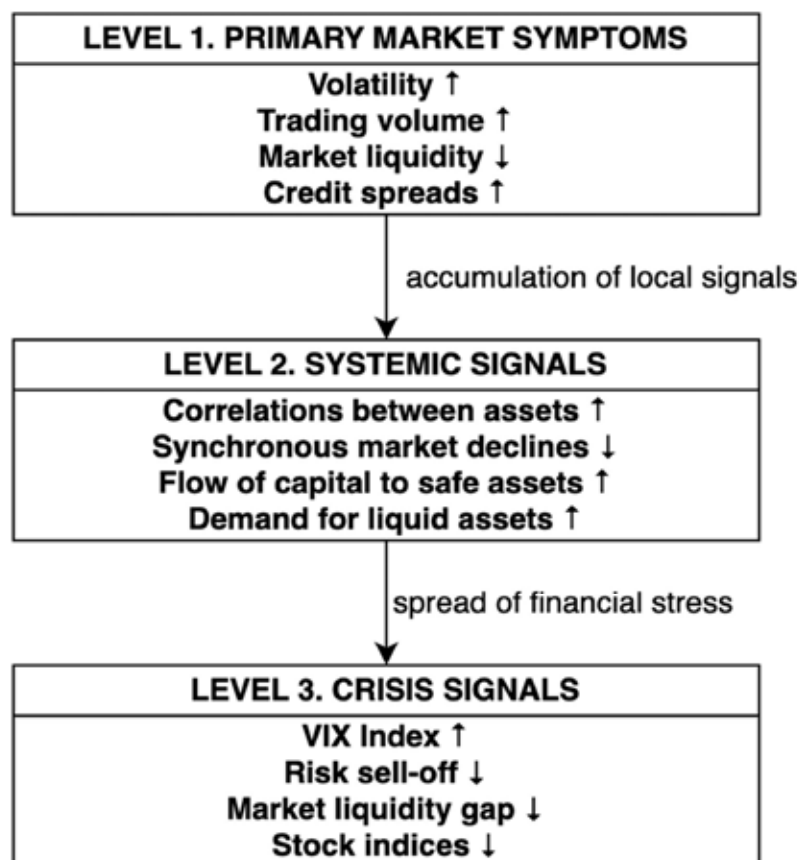 LEVEL 1. PRIMARY MARKET SYMPTOMS
Volatility ↑
Trading volume ↑
Market liquidity ↓
Credit spreads ↑
accumulation of local signals
LEVEL 2. SYSTEMIC SIGNALS
Correlations between assets ↑
Synchronous market declines ↓
Flow of capital to safe assets ↑
Demand for liquid assets ↑
spread of financial stress
LEVEL 3. CRISIS SIGNALS
VIX Index ↑
Risk sell-off ↓
Market liquidity gap ↓
Stock indices ↓